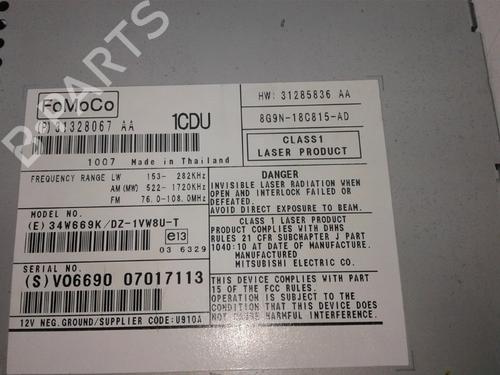 B-PARTS
FoMoCo
(P) 31328067 AA
1CDU
1007 Made in Thailand
HW: 31285836 AA
8G9N-18C815-AD
CLASS1
LASER PRODUCT
FREQUENCY RANGE LW 153- 282KHz
AM(MW) 522- 1720KHz
FM 76.0-108.0MHz
MODEL NO.
(E) 34W669K/DZ-1VW8U-T
e13
03 6329
SERIAL NO.
(S) V06690 07017113
12V NEG.GROUND/SUPPLIER CODE:U910A
DANGER
INVISIBLE LASER RADIATION WHEN
OPEN AND INTERLOCK FAILED OR
DEFEATED.
AVOID DIRECT EXPOSURE TO BEAM.
CLASS 1 LASER PRODUCT
PRODUCT COMPLIES WITH DHHS
RULES 21 CFR SUBCHAPTER J PART
1040:10 AT DATE OF MANUFACTURE.
MANUFACTURED
MITSUBISHI ELECTRIC CO.
THIS DEVICE COMPLIES WITH PART
15 OF THE FCC RULES.
OPERATION IS SUBJECT TO THE
CONDITION THAT THIS DEVICE DOES
NOT CAUSE HARMFUL INTERFERENCE.